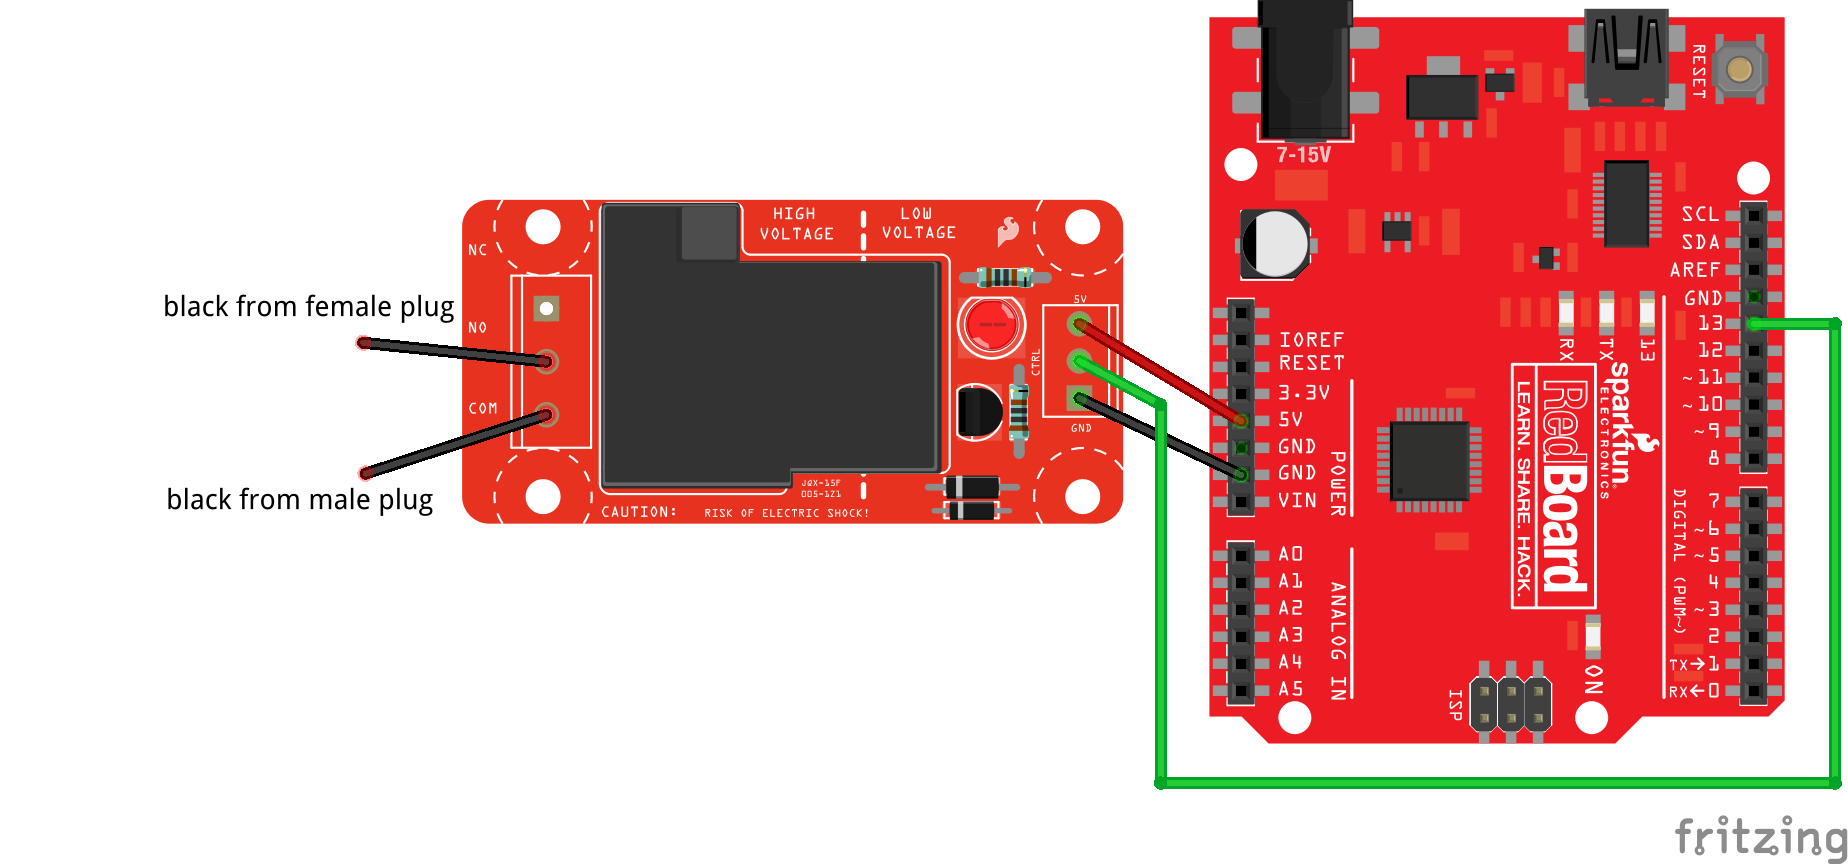 black from female plug
black from male plug
NC
NO
COM
HIGH
VOLTAGE
LOW
VOLTAGE
5V
CTRL
GND
JQX-15F
005-1Z1
CAUTION:
RISK OF ELECTRIC SHOCK!
7-15V
RESET
IOREF
RESET
3.3V
5V
GND
GND
VIN
POWER
A0
A1
A2
A3
A4
A5
ANALOG IN
RX
TX
13
sparkfun
ELECTRONICS
RedBoard
LEARN. SHARE. HACK.
SCL
SDA
AREF
GND
13
12
~11
~10
~9
8
7
~6
~5
4
~3
2
TX→1
RX←0
DIGITAL (PWM~)
ON
ISP
fritzing